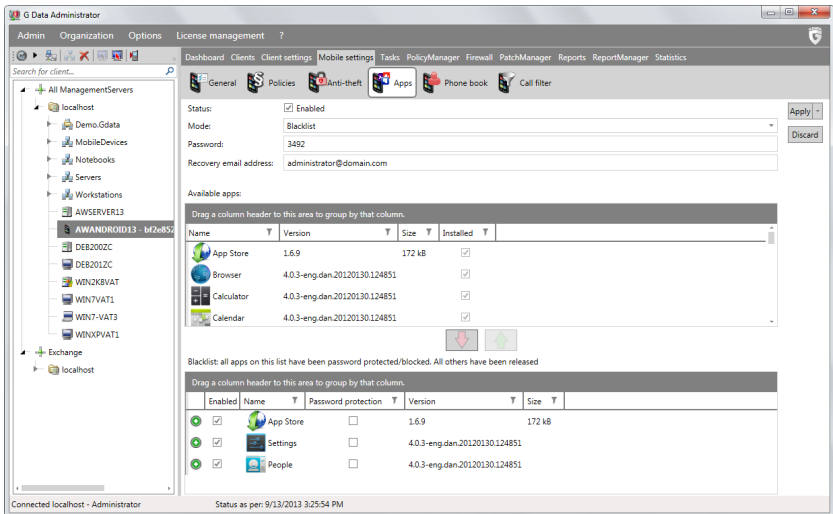 G Data Administrator
Admin Organization Options License management ?
Dashboard Clients Client settings Mobile settings Tasks PolicyManager Firewall PatchManager Reports ReportManager Statistics
Search for client...
General Policies Anti-theft Apps Phone book Call filter
All ManagementServers
localhost
Demo.Gdata
MobileDevices
Notebooks
Servers
Workstations
AWSERVER13
AWANDROID13 - bf2e852
DEB200ZC
DEB201ZC
WIN2K8VAT
WIN7VAT1
WIN7-VAT3
WINXPVAT1
Exchange
localhost
Status: Enabled
Mode: Blacklist
Password: 3492
Recovery email address: administrator@domain.com
Apply
Discard
Available apps:
Drag a column header to this area to group by that column.
Name Version Size Installed
App Store 1.6.9 172 kB
Browser 4.0.3-eng.dan.20120130.124851
Calculator 4.0.3-eng.dan.20120130.124851
Calendar 4.0.3-eng.dan.20120130.124851
Blacklist: all apps on this list have been password protected/blocked. All others have been released
Drag a column header to this area to group by that column.
Enabled Name Password protection Version Size
App Store 1.6.9 172 kB
Settings 4.0.3-eng.dan.20120130.124851
People 4.0.3-eng.dan.20120130.124851
Connected localhost - Administrator Status as per: 9/13/2013 3:25:54 PM